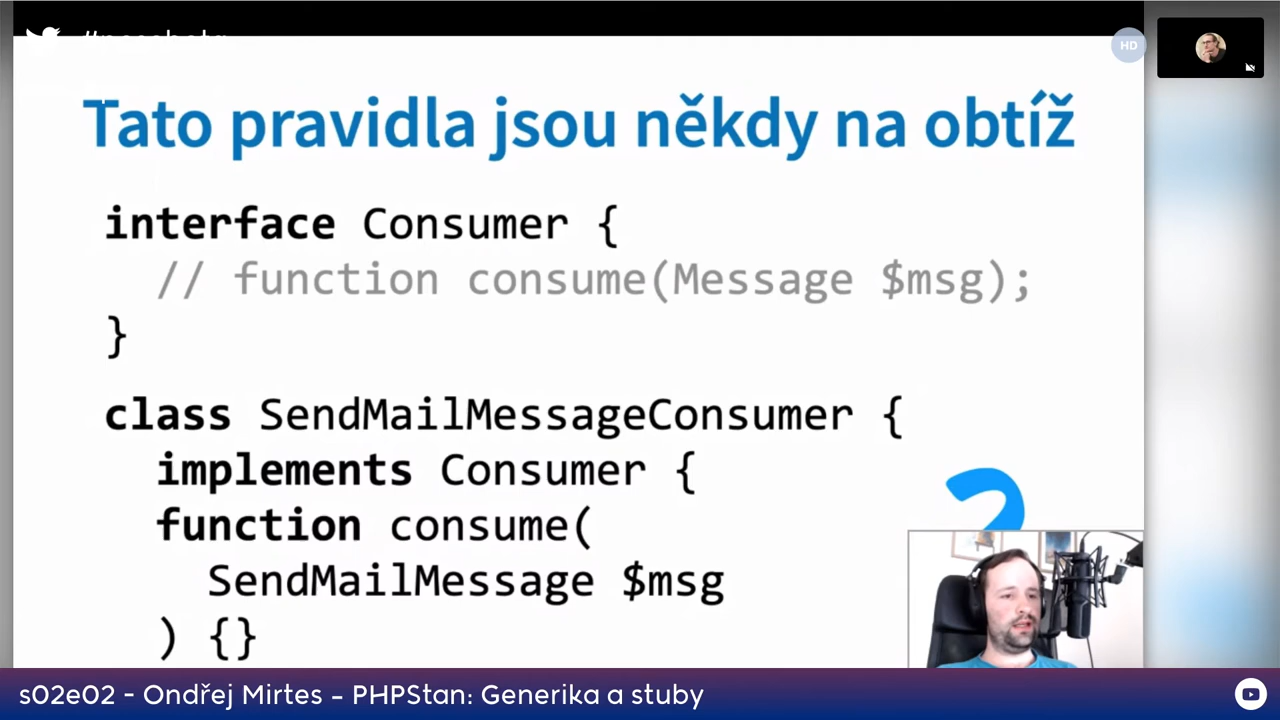 HD
Tato pravidla jsou někdy na obtíž
interface Consumer {
// function consume(Message $msg);
}
class SendMailMessageConsumer {
implements Consumer {
function consume(
SendMailMessage $msg
) {}
?
s02e02 - Ondřej Mirtes – PHPStan: Generika a stuby